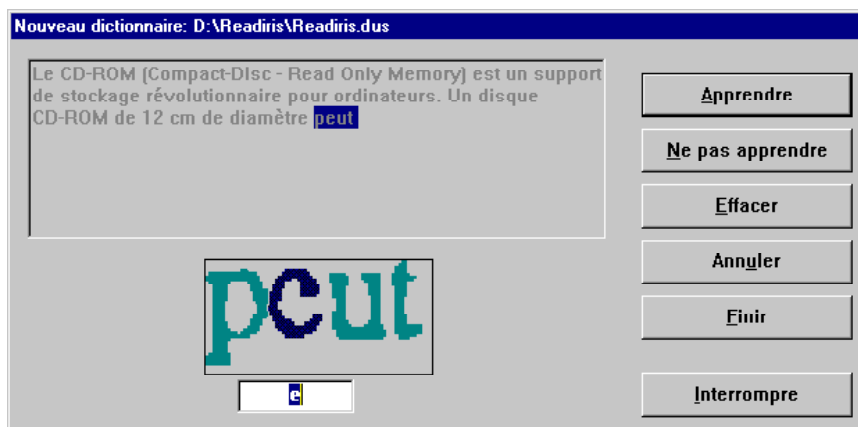 Nouveau dictionnaire: D:\Readiris\Readiris.dus
Le CD-ROM (Compact-Disc - Read Only Memory) est un support
de stockage révolutionnaire pour ordinateurs. Un disque
CD-ROM de 12 cm de diamètre peut
pcut
e
Apprendre
Ne pas apprendre
Effacer
Annuler
Finir
Interrompre